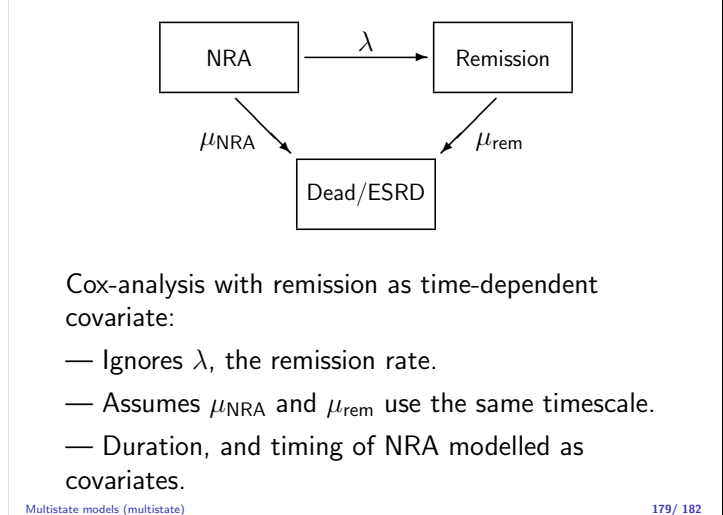 NRA
λ
Remission
μNRA
μrem
Dead/ESRD
Cox-analysis with remission as time-dependent
covariate:
— Ignores λ, the remission rate.
— Assumes μNRA and μrem use the same timescale.
— Duration, and timing of NRA modelled as
covariates.
Multistate models (multistate)
179/ 182